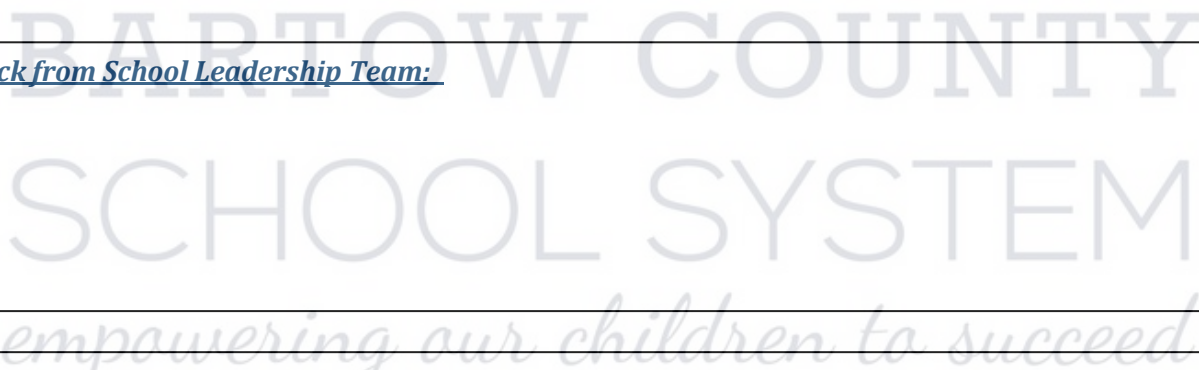 BARTOW COUNTY
ck from School Leadership Team:
SCHOOL SYSTEM
empowering our children to succeed